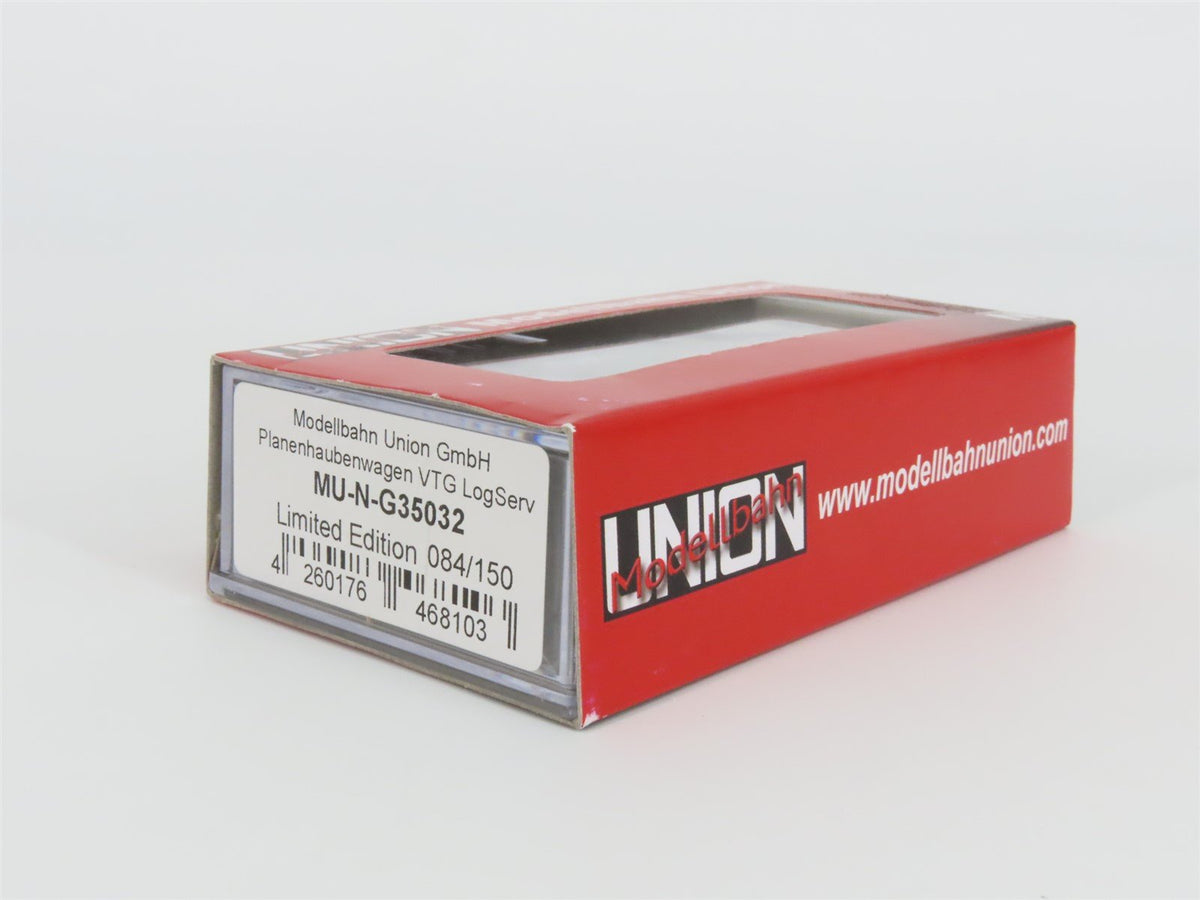 Modellbahn Union GmbH
Planenhaubenwagen VTG LogServ
MU-N-G35032
Limited Edition 084/150
4 260176 468103
UNION
Modellbahn
www.modellbahnunion.com
UNION